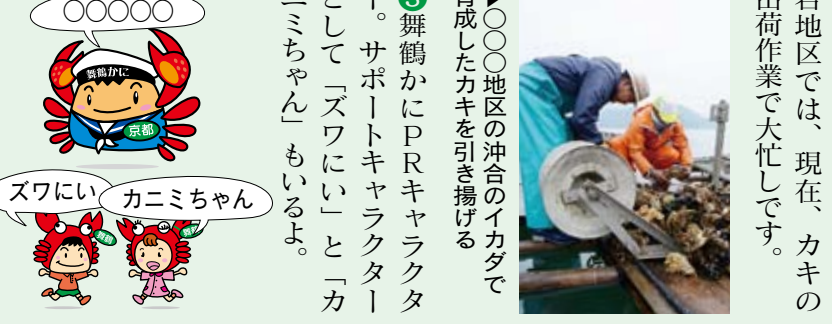 岩地区では、現在、カキの
出荷作業で大忙しです。
▶〇〇〇地区の沖合のイカダで
育成したカキを引き揚げる
❺舞鶴かにPRキャラクタ
ー。サポートキャラクター
として「ズワにい」と「カ
ニミちゃん」もいるよ。
〇〇〇〇〇
舞鶴かに
京都
ズワにい
カニミちゃん
舞鶴